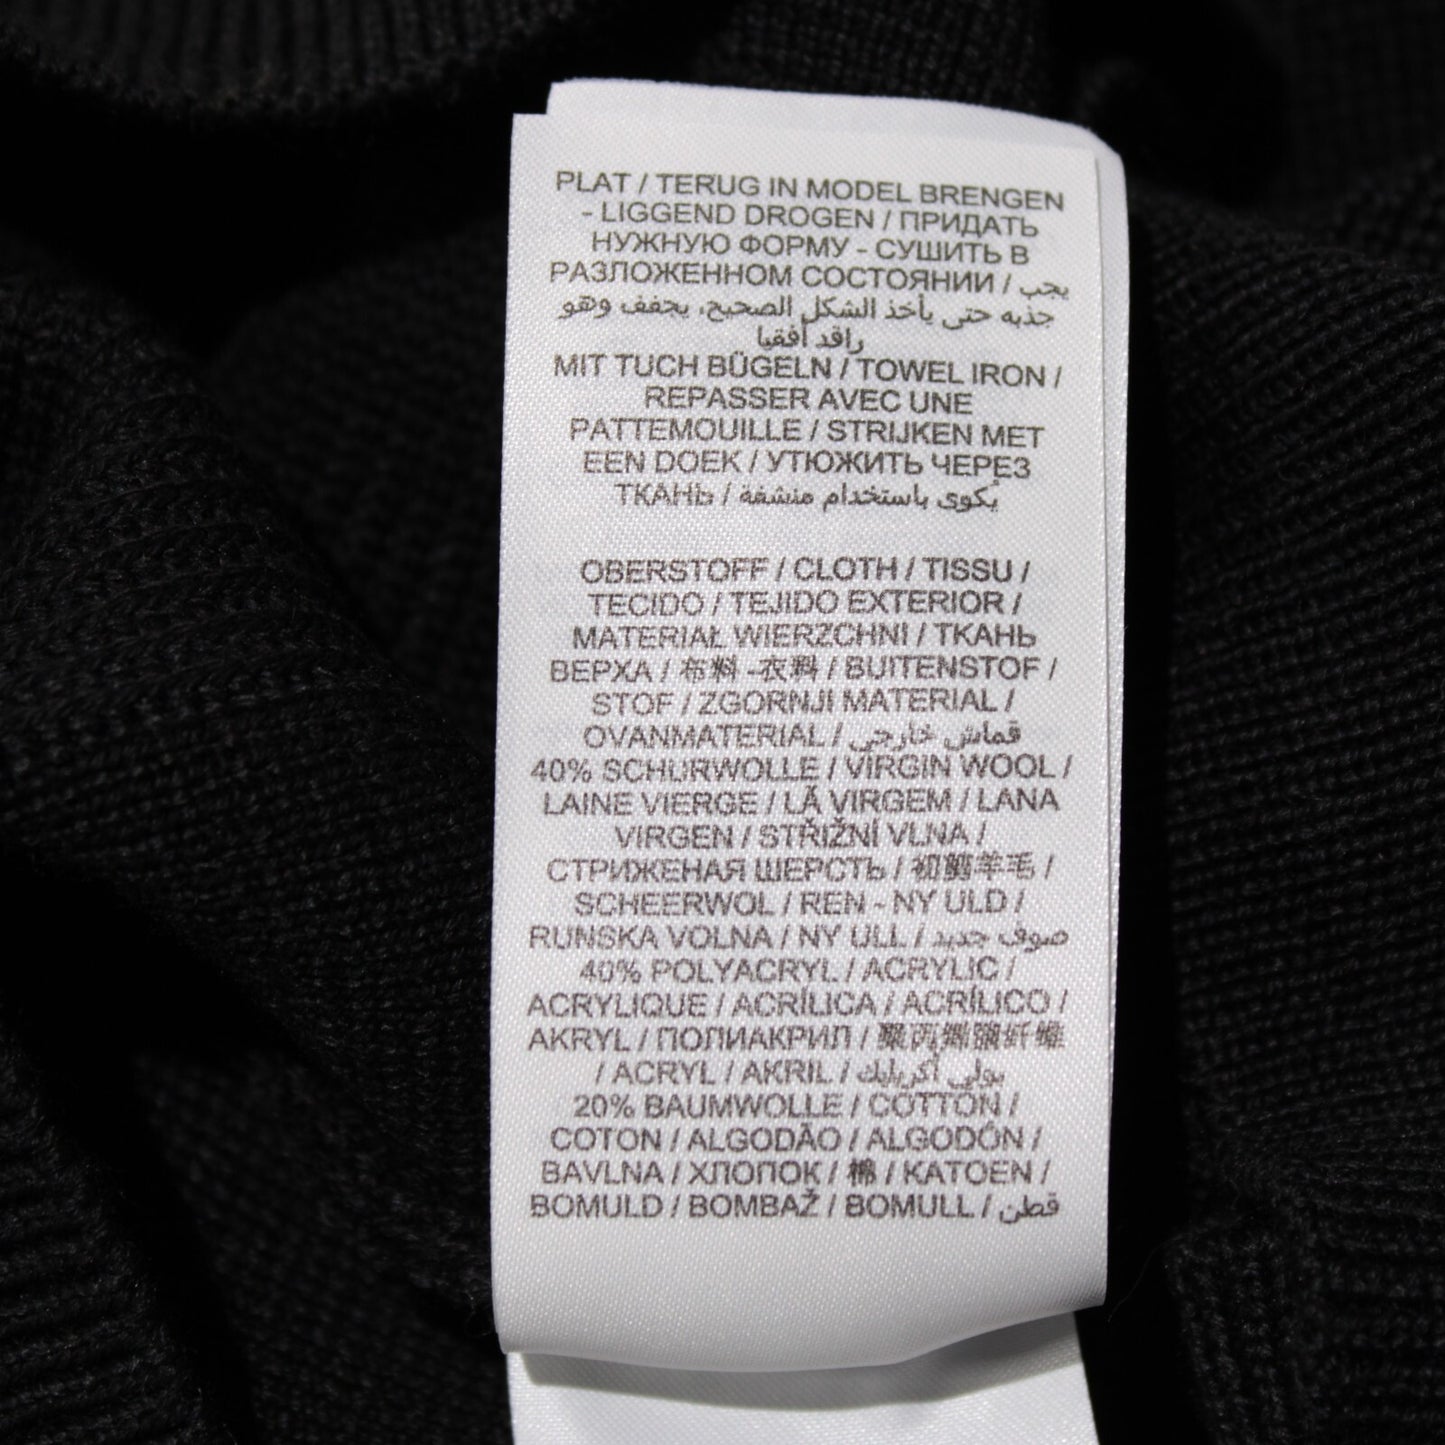 PLAT / TERUG IN MODEL BRENGEN
- LIGGEND DROGEN / ПРИДАТЬ
НУЖНУЮ ФОРМУ - СУШИТЬ В
РАЗЛОЖЕННОМ СОСТОЯНИИ / يجب
جذبه حتى يأخذ الشكل الصحيح، يجفف وهو
راقد أفقيا
MIT TUCH BÜGELN / TOWEL IRON /
REPASSER AVEC UNE
PATTEMOUILLE / STRIJKEN MET
EEN DOEK / УТЮЖИТЬ ЧЕРЕЗ
ТКАНЬ / يُكوى باستخدام منشفة
OBERSTOFF / CLOTH / TISSU /
TECIDO / TEJIDO EXTERIOR /
MATERIAŁ WIERZCHNI / ТКАНЬ
ВЕРХА / 布料 -衣料 / BUITENSTOF /
STOF / ZGORNJI MATERIAL /
OVANMATERIAL / قماش خارجي
40% SCHURWOLLE / VIRGIN WOOL /
LAINE VIERGE / LÃ VIRGEM / LANA
VIRGEN / STŘIŽNÍ VLNA /
СТРИЖЕНАЯ ШЕРСТЬ / 初剪羊毛 /
SCHEERWOL / REN - NY ULD /
RUNSKA VOLNA / NY ULL / صوف جديد
40% POLYACRYL / ACRYLIC /
ACRYLIQUE / ACRÍLICA / ACRÍLICO /
AKRYL / ПОЛИАКРИЛ / 聚丙烯腈纤维
/ ACRYL / AKRIL / بولي أكريليك
20% BAUMWOLLE / COTTON /
COTON / ALGODÃO / ALGODÓN /
BAVLNA / ХЛОПОК / 棉 / KATOEN /
BOMULD / BOMBAŽ / BOMULL / قطن